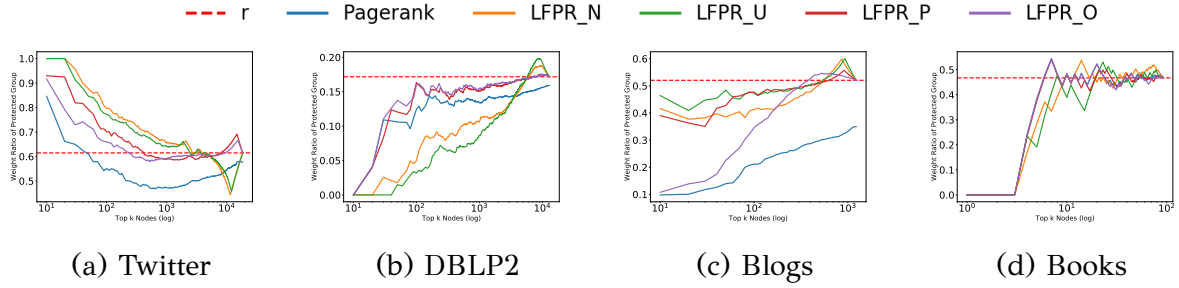 r Pagerank LFPR_N LFPR_U LFPR_P LFPR_O
Weight Ratio of Protected Group
1.0
0.9
0.8
0.7
0.6
0.5
10¹ 10² 10³ 10⁴
Top k Nodes (log)
(a) Twitter
Weight Ratio of Protected Group
0.20
0.15
0.10
0.05
0.00
10¹ 10² 10³ 10⁴
Top k Nodes (log)
(b) DBLP2
Weight Ratio of Protected Group
0.6
0.5
0.4
0.3
0.2
0.1
10¹ 10² 10³
Top k Nodes (log)
(c) Blogs
Weight Ratio of Protected Group
0.5
0.4
0.3
0.2
0.1
0.0
10⁰ 10¹ 10²
Top k Nodes (log)
(d) Books